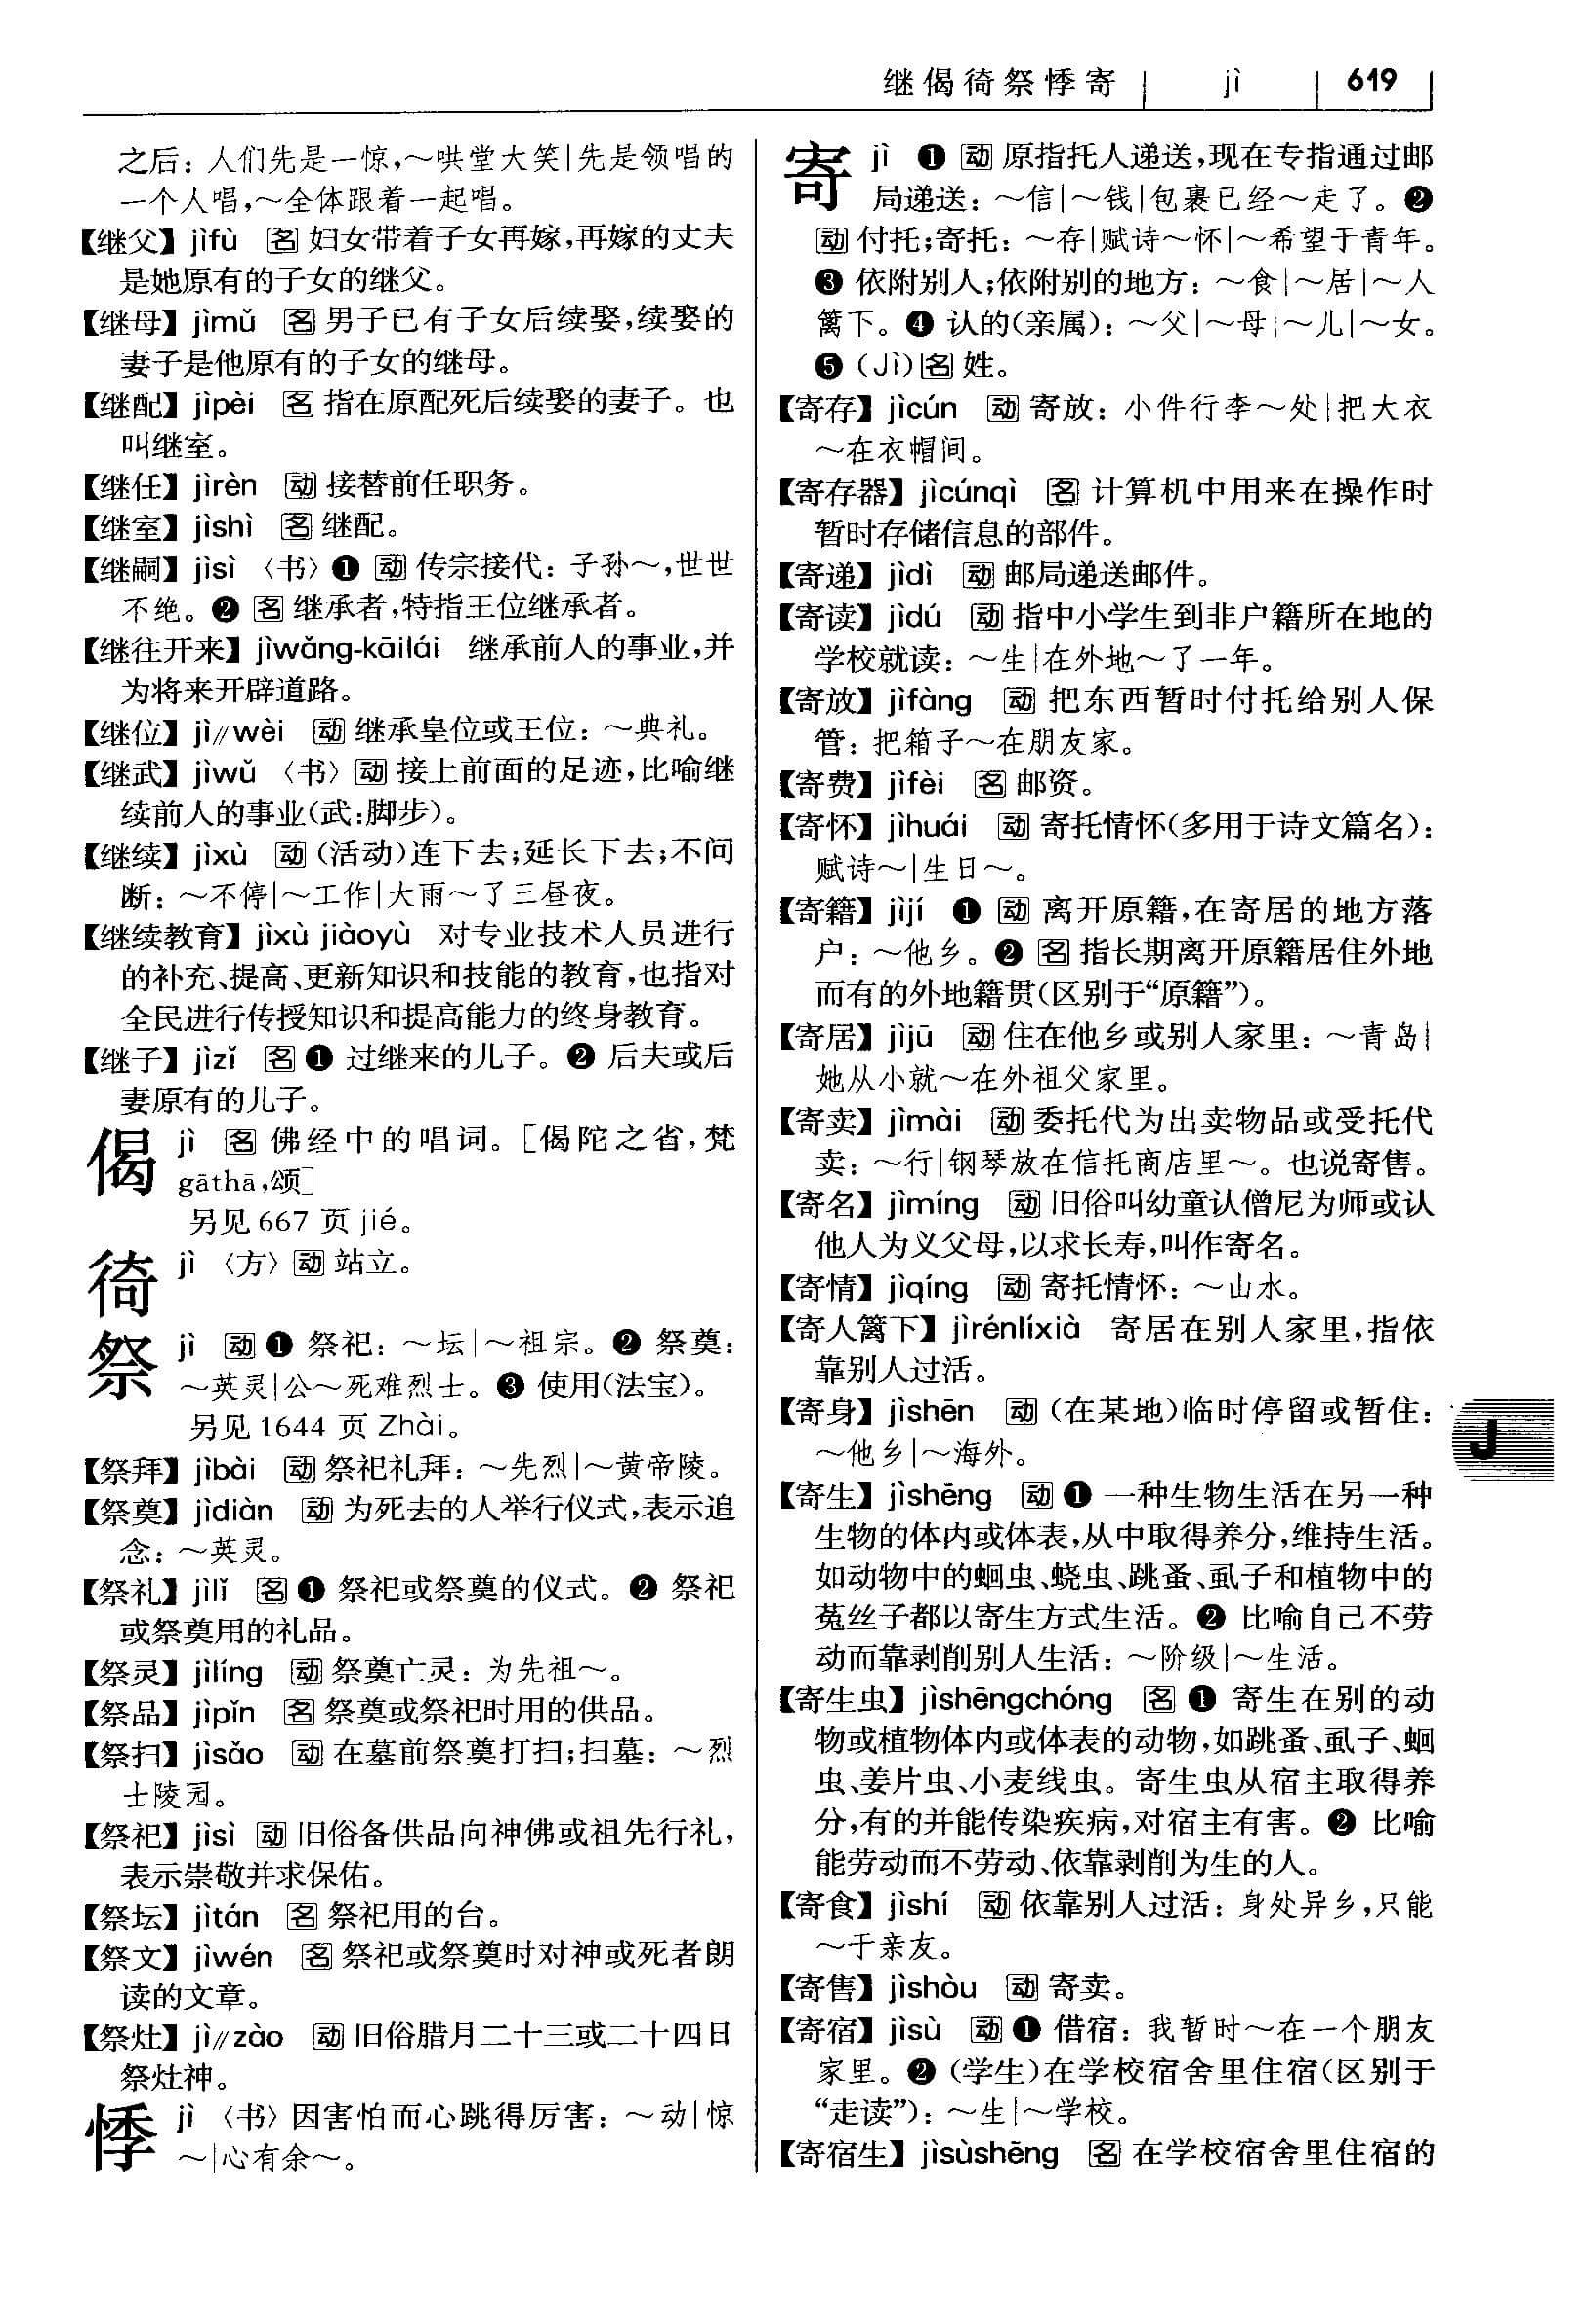 继偈徛祭悸寄 jì 619
之后：人们先是一惊，～哄堂大笑|先是领唱的
一个人唱，～全体跟着一起唱。
【继父】jìfù 名 妇女带着子女再嫁，再嫁的丈夫
是她原有的子女的继父。
【继母】jìmǔ 名 男子已有子女后续娶，续娶的
妻子是他原有的子女的继母。
【继配】jìpèi 名 指在原配死后续娶的妻子。也
叫继室。
【继任】jìrèn 动 接替前任职务。
【继室】jìshì 名 继配。
【继嗣】jìsì 〈书〉❶ 动 传宗接代：子孙～，世世
不绝。❷ 名 继承者，特指王位继承者。
【继往开来】jìwǎng-kāilái 继承前人的事业，并
为将来开辟道路。
【继位】jì∥wèi 动 继承皇位或王位：～典礼。
【继武】jìwǔ 〈书〉动 接上前面的足迹，比喻继
续前人的事业（武：脚步）。
【继续】jìxù 动（活动）连下去；延长下去；不间
断：～不停|～工作|大雨～了三昼夜。
【继续教育】jìxù jiàoyù 对专业技术人员进行
的补充、提高、更新知识和技能的教育，也指对
全民进行传授知识和提高能力的终身教育。
【继子】jìzǐ 名 ❶ 过继来的儿子。❷ 后夫或后
妻原有的儿子。
偈 jì 名 佛经中的唱词。［偈陀之省，梵
gāthā，颂］
另见 667 页 jié。
徛 jì 〈方〉动 站立。
祭 jì 动 ❶ 祭祀：～坛|～祖宗。❷ 祭奠：
～英灵|公～死难烈士。❸ 使用（法宝）。
另见 1644 页 Zhài。
【祭拜】jìbài 动 祭祀礼拜：～先烈|～黄帝陵。
【祭奠】jìdiàn 动 为死去的人举行仪式，表示追
念：～英灵。
【祭礼】jìlǐ 名 ❶ 祭祀或祭奠的仪式。❷ 祭祀
或祭奠用的礼品。
【祭灵】jìlíng 动 祭奠亡灵：为先祖～。
【祭品】jìpǐn 名 祭奠或祭祀时用的供品。
【祭扫】jìsǎo 动 在墓前祭奠打扫；扫墓：～烈
士陵园。
【祭祀】jìsì 动 旧俗备供品向神佛或祖先行礼，
表示崇敬并求保佑。
【祭坛】jìtán 名 祭祀用的台。
【祭文】jìwén 名 祭祀或祭奠时对神或死者朗
读的文章。
【祭灶】jì∥zào 动 旧俗腊月二十三或二十四日
祭灶神。
悸 jì 〈书〉因害怕而心跳得厉害：～动|惊
～|心有余～。
寄 jì ❶ 动 原指托人递送，现在专指通过邮
局递送：～信|～钱|包裹已经～走了。❷
动 付托；寄托：～存|赋诗～怀|～希望于青年。
❸ 依附别人；依附别的地方：～食|～居|～人
篱下。❹ 认的（亲属）：～父|～母|～儿|～女。
❺（Jì）名 姓。
【寄存】jìcún 动 寄放：小件行李～处|把大衣
～在衣帽间。
【寄存器】jìcúnqì 名 计算机中用来在操作时
暂时存储信息的部件。
【寄递】jìdì 动 邮局递送邮件。
【寄读】jìdú 动 指中小学生到非户籍所在地的
学校就读：～生|在外地～了一年。
【寄放】jìfàng 动 把东西暂时付托给别人保
管：把箱子～在朋友家。
【寄费】jìfèi 名 邮资。
【寄怀】jìhuái 动 寄托情怀（多用于诗文篇名）：
赋诗～|生日～。
【寄籍】jìjí ❶ 动 离开原籍，在寄居的地方落
户：～他乡。❷ 名 指长期离开原籍居住外地
而有的外地籍贯（区别于“原籍”）。
【寄居】jìjū 动 住在他乡或别人家里：～青岛|
她从小就～在外祖父家里。
【寄卖】jìmài 动 委托代为出卖物品或受托代
卖：～行|钢琴放在信托商店里～。也说寄售。
【寄名】jìmíng 动 旧俗叫幼童认僧尼为师或认
他人为义父母，以求长寿，叫作寄名。
【寄情】jìqíng 动 寄托情怀：～山水。
【寄人篱下】jìrénlíxià 寄居在别人家里，指依
靠别人过活。
【寄身】jìshēn 动（在某地）临时停留或暂住：
～他乡|～海外。
【寄生】jìshēng 动 ❶ 一种生物生活在另一种
生物的体内或体表，从中取得养分，维持生活。
如动物中的蛔虫、蛲虫、跳蚤、虱子和植物中的
菟丝子都以寄生方式生活。❷ 比喻自己不劳
动而靠剥削别人生活：～阶级|～生活。
【寄生虫】jìshēngchóng 名 ❶ 寄生在别的动
物或植物体内或体表的动物，如跳蚤、虱子、蛔
虫、姜片虫、小麦线虫。寄生虫从宿主取得养
分，有的并能传染疾病，对宿主有害。❷ 比喻
能劳动而不劳动、依靠剥削为生的人。
【寄食】jìshí 动 依靠别人过活：身处异乡，只能
～于亲友。
【寄售】jìshòu 动 寄卖。
【寄宿】jìsù 动 ❶ 借宿：我暂时～在一个朋友
家里。❷（学生）在学校宿舍里住宿（区别于
“走读”）：～生|～学校。
【寄宿生】jìsùshēng 名 在学校宿舍里住宿的
J